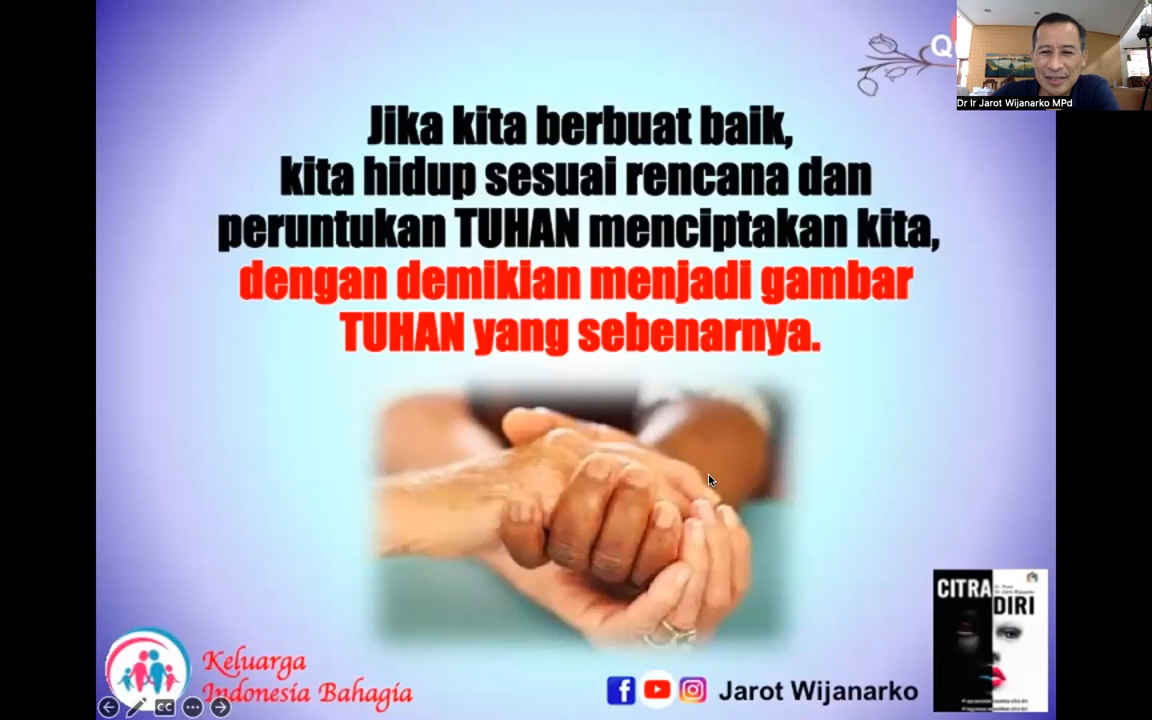 Dr Ir Jarot Wijanarko MPd
Jika kita berbuat baik,
kita hidup sesuai rencana dan
peruntukan TUHAN menciptakan kita,
dengan demikian menjadi gambar
TUHAN yang sebenarnya.
CITRA
DIRI
Keluarga
Indonesia Bahagia
Jarot Wijanarko
CC